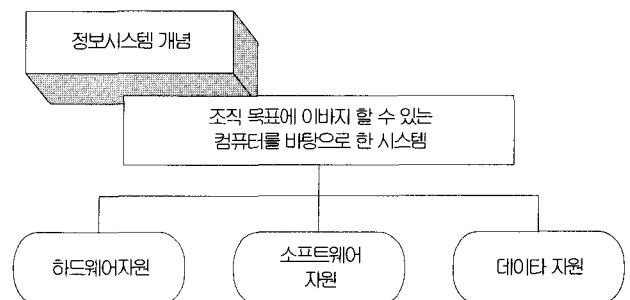 정보시스템 개념
조직 목표에 이바지 할 수 있는
컴퓨터를 바탕으로 한 시스템
하드웨어자원
소프트웨어
자원
데이타 자원